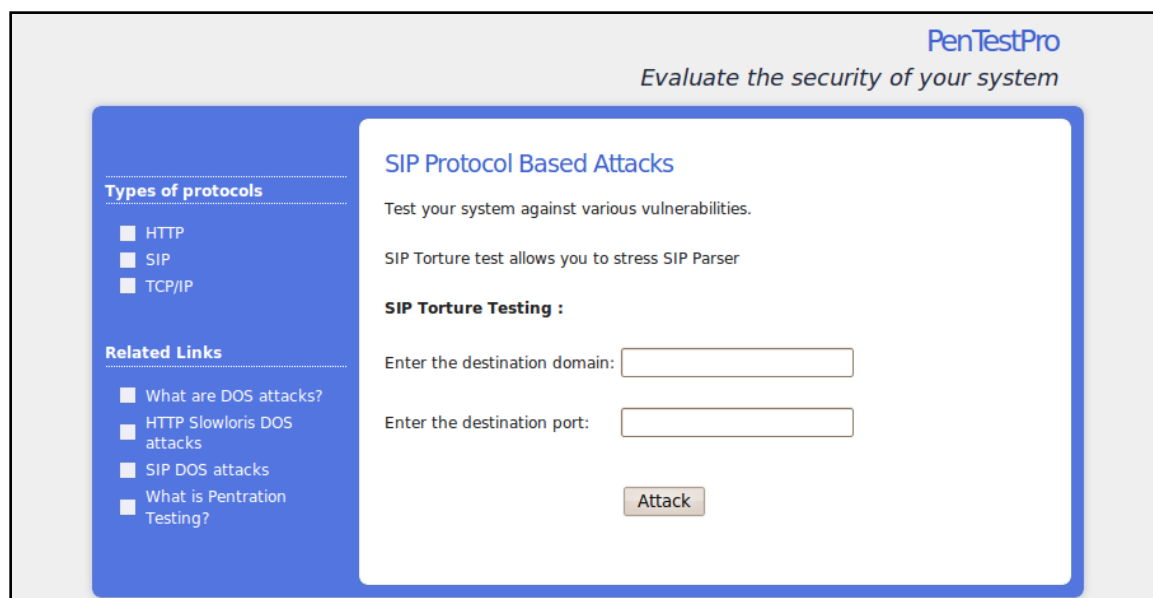 PenTestPro
Evaluate the security of your system
Types of protocols
HTTP
SIP
TCP/IP
Related Links
What are DOS attacks?
HTTP Slowloris DOS
attacks
SIP DOS attacks
What is Pentration
Testing?
SIP Protocol Based Attacks
Test your system against various vulnerabilities.
SIP Torture test allows you to stress SIP Parser
SIP Torture Testing :
Enter the destination domain:
Enter the destination port:
Attack